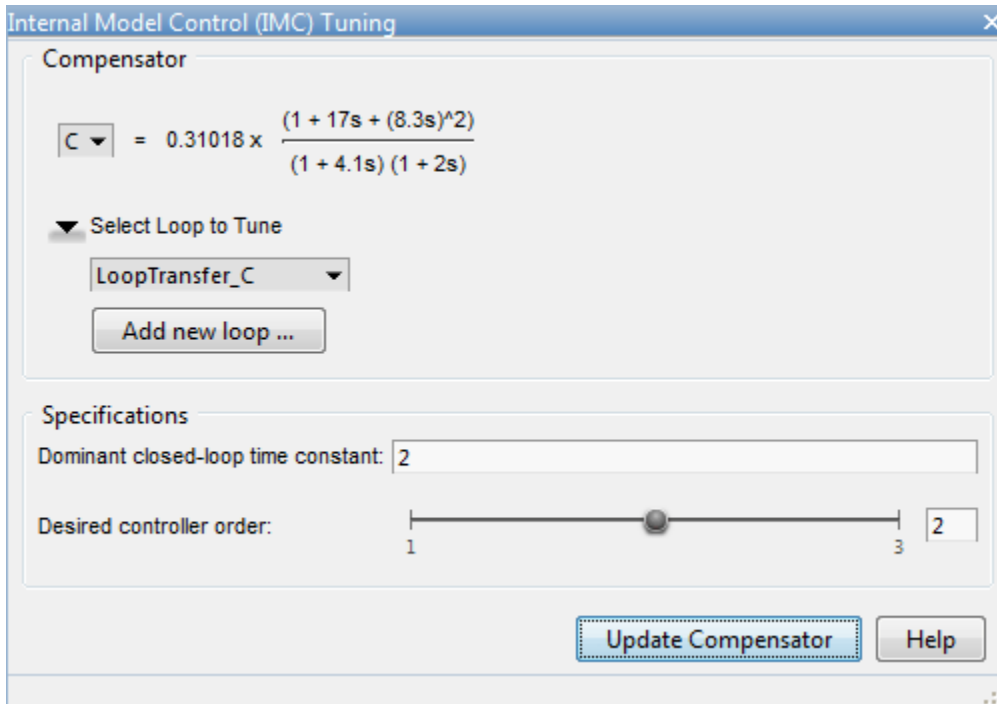 Internal Model Control (IMC) Tuning
Compensator
C = 0.31018 x (1 + 17s + (8.3s)^2)
(1 + 4.1s) (1 + 2s)
Select Loop to Tune
LoopTransfer_C
Add new loop ...
Specifications
Dominant closed-loop time constant: 2
Desired controller order: 2
1 3
Update Compensator Help